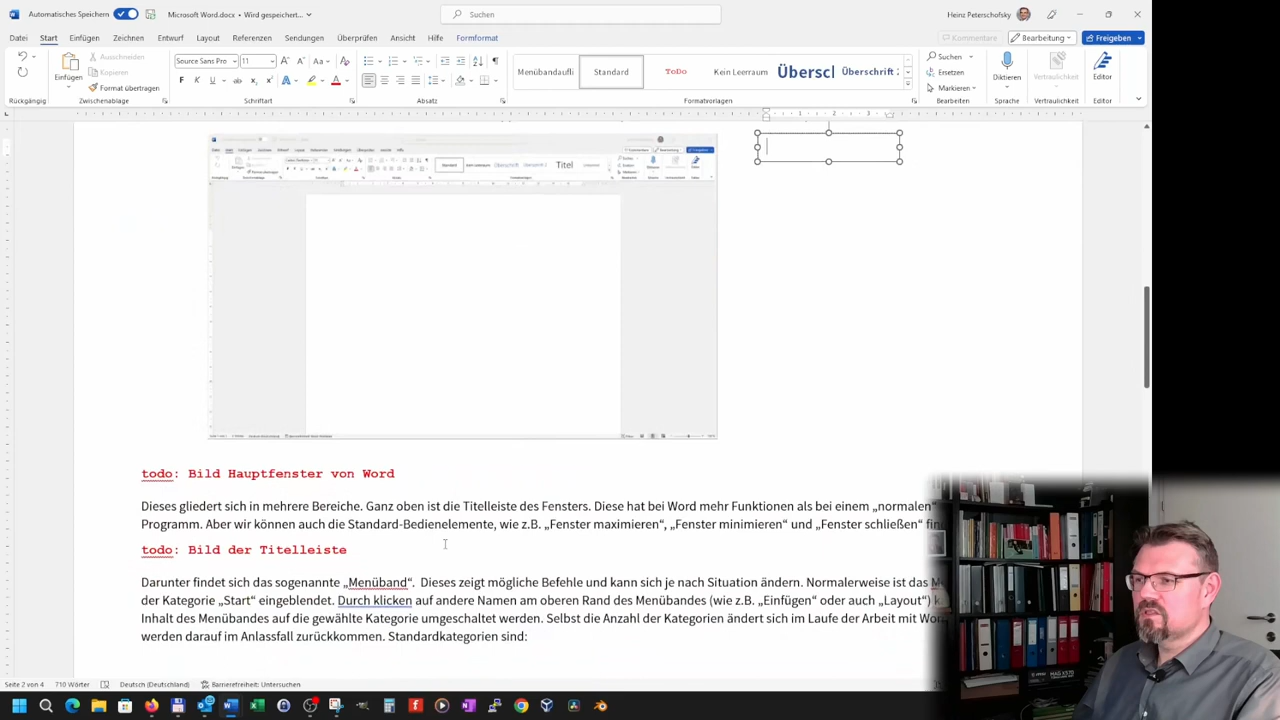 Automatisches Speichern
Microsoft Word.docx • Wird gespeichert...
Suchen
Heinz Peterschofsky
Datei Start Einfügen Zeichnen Entwurf Layout Referenzen Sendungen Überprüfen Ansicht Hilfe Formformat
Kommentare Bearbeitung Freigeben
Einfügen
Ausschneiden
Kopieren
Format übertragen
Source Sans Pro 11
Menübandaufli Standard ToDo Kein Leerraum Übersch Überschrift
Suchen
Ersetzen
Markieren
Diktieren
Vertraulichkeit
Editor
Rückgängig Zwischenablage Schriftart Absatz Formatvorlagen Bearbeiten Sprache Vertraulichkeit Editor
1 2 3
Titel
todo: Bild Hauptfenster von Word
Dieses gliedert sich in mehrere Bereiche. Ganz oben ist die Titelleiste des Fensters. Diese hat bei Word mehr Funktionen als bei einem „normalen“
Programm. Aber wir können auch die Standard-Bedienelemente, wie z.B. „Fenster maximieren“, „Fenster minimieren“ und „Fenster schließen“
todo: Bild der Titelleiste
Darunter findet sich das sogenannte „Menüband“. Dieses zeigt mögliche Befehle und kann sich je nach Situation ändern. Normalerweise ist das
der Kategorie „Start“ eingeblendet. Durch klicken auf andere Namen am oberen Rand des Menübandes (wie z.B. „Einfügen“ oder auch „Layout“)
Inhalt des Menübandes auf die gewählte Kategorie umgeschaltet werden. Selbst die Anzahl der Kategorien ändert sich im Laufe der Arbeit mit
werden darauf im Anlassfall zurückkommen. Standardkategorien sind:
Seite 2 von 4 710 Wörter Deutsch (Deutschland) Barrierefreiheit: Untersuchen
MAG X570